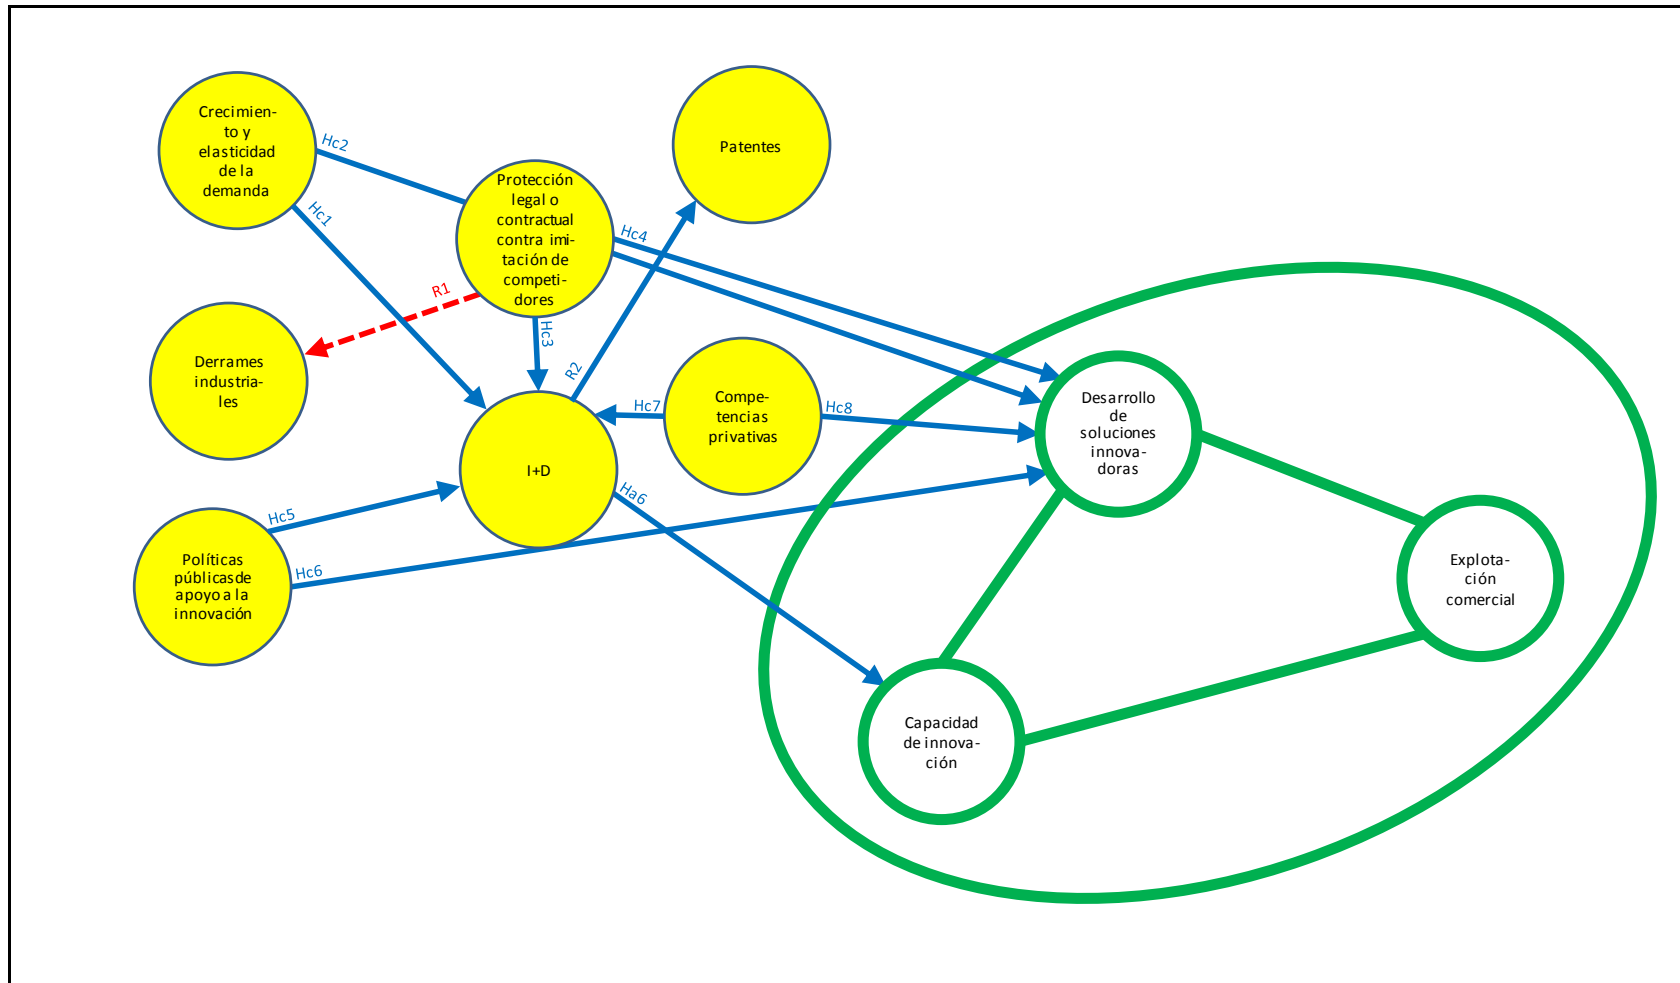 Crecimien-
to y
elasticidad
de la
demanda
Hc2
Hc1
Protección
legal o
contractual
contra imi-
tación de
competi-
dores
Patentes
Hc4
R1
Hc3
R2
Derrames
industria-
les
Hc7
Compe-
tencias
privativas
Hc8
Desarrollo
de
soluciones
innova-
doras
I+D
Ha6
Hc5
Hc6
Políticas
públicas de
apoyo a la
innovación
Explota-
ción
comercial
Capacidad
de innova-
ción